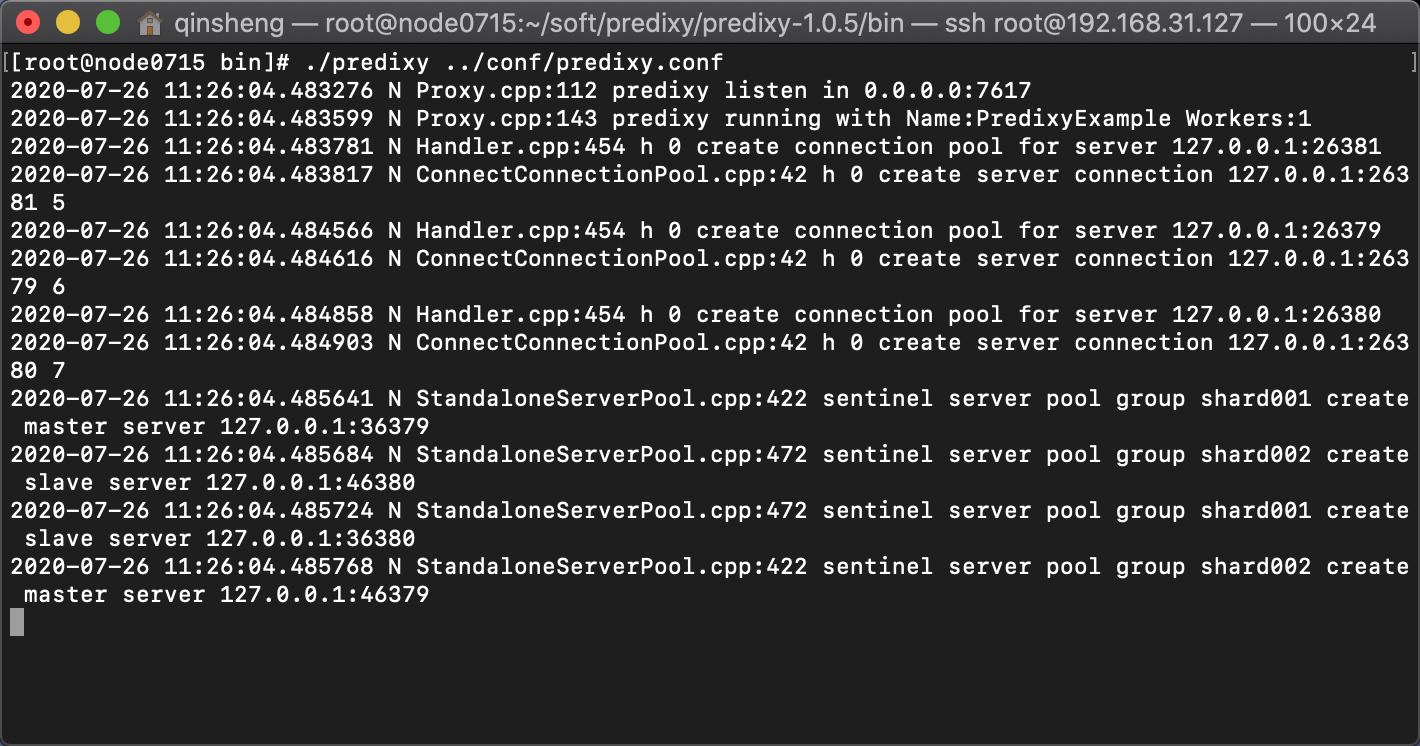 qinsheng — root@node0715:~/soft/predixy/predixy-1.0.5/bin — ssh root@192.168.31.127 — 100×24
[[root@node0715 bin]# ./predixy ../conf/predixy.conf ]
2020-07-26 11:26:04.483276 N Proxy.cpp:112 predixy listen in 0.0.0.0:7617
2020-07-26 11:26:04.483599 N Proxy.cpp:143 predixy running with Name:PredixyExample Workers:1
2020-07-26 11:26:04.483781 N Handler.cpp:454 h 0 create connection pool for server 127.0.0.1:26381
2020-07-26 11:26:04.483817 N ConnectConnectionPool.cpp:42 h 0 create server connection 127.0.0.1:263
81 5
2020-07-26 11:26:04.484566 N Handler.cpp:454 h 0 create connection pool for server 127.0.0.1:26379
2020-07-26 11:26:04.484616 N ConnectConnectionPool.cpp:42 h 0 create server connection 127.0.0.1:263
79 6
2020-07-26 11:26:04.484858 N Handler.cpp:454 h 0 create connection pool for server 127.0.0.1:26380
2020-07-26 11:26:04.484903 N ConnectConnectionPool.cpp:42 h 0 create server connection 127.0.0.1:263
80 7
2020-07-26 11:26:04.485641 N StandaloneServerPool.cpp:422 sentinel server pool group shard001 create
 master server 127.0.0.1:36379
2020-07-26 11:26:04.485684 N StandaloneServerPool.cpp:472 sentinel server pool group shard002 create
 slave server 127.0.0.1:46380
2020-07-26 11:26:04.485724 N StandaloneServerPool.cpp:472 sentinel server pool group shard001 create
 slave server 127.0.0.1:36380
2020-07-26 11:26:04.485768 N StandaloneServerPool.cpp:422 sentinel server pool group shard002 create
 master server 127.0.0.1:46379